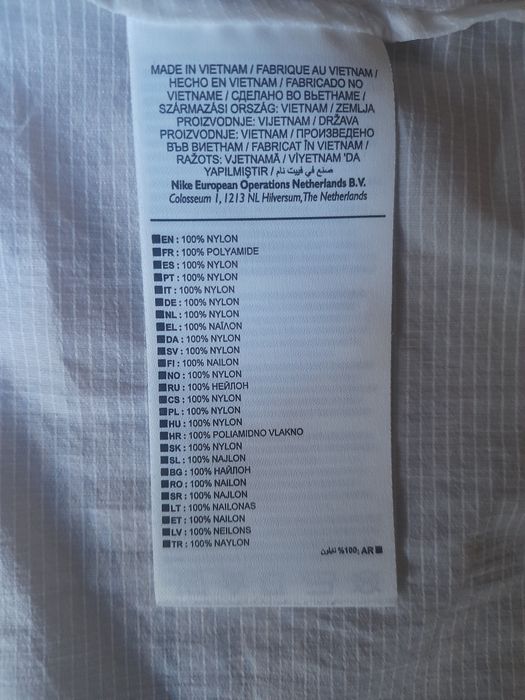 MADE IN VIETNAM / FABRIQUE AU VIETNAM /
HECHO EN VIETNAM / FABRICADO NO
VIETNAME / СДЕЛАНО ВО ВЬЕТНАМЕ /
SZÁRMAZÁSI ORSZÁG: VIETNAM / ZEMLJA
PROIZVODNJE: VIJETNAM / DRŽAVA
PROIZVODNJE: VIETNAM / ПРОИЗВЕДЕНО
ВЪВ ВИЕТНАМ / FABRICAT ÎN VIETNAM /
RAŽOTS: VJETNAMĀ / VİYETNAM 'DA
YAPILMIŞTIR / صنع في فييت نام
Nike European Operations Netherlands B.V.
Colosseum 1, 1213 NL Hilversum,The Netherlands
EN : 100% NYLON
FR : 100% POLYAMIDE
ES : 100% NYLON
PT : 100% NYLON
IT : 100% NYLON
DE : 100% NYLON
NL : 100% NYLON
EL : 100% ΝΑΪΛΟΝ
DA : 100% NYLON
SV : 100% NYLON
FI : 100% NAILON
NO : 100% NYLON
RU : 100% НЕЙЛОН
CS : 100% NYLON
PL : 100% NYLON
HU : 100% NYLON
HR : 100% POLIAMIDNO VLAKNO
SK : 100% NYLON
SL : 100% NAJLON
BG : 100% НАЙЛОН
RO : 100% NAILON
SR : 100% NAJLON
LT : 100% NAILONAS
ET : 100% NAILON
LV : 100% NEILONS
TR : 100% NAYLON
AR :100% نايلون